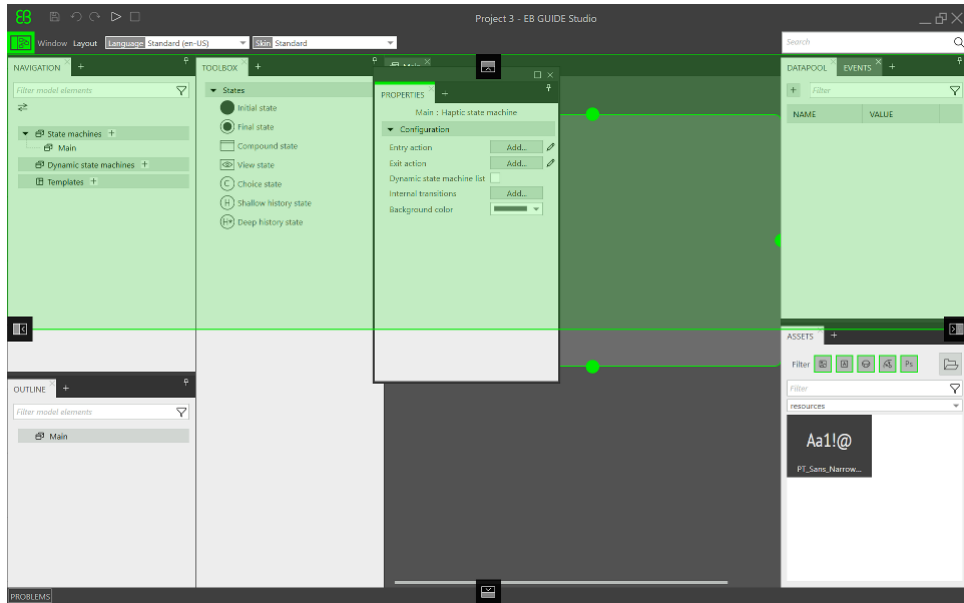 EB
Project 3 - EB GUIDE Studio
Window Layout Language Standard (en-US) Skin Standard
Search
NAVIGATION
+
Filter model elements
State machines +
Main
Dynamic state machines +
Templates +
OUTLINE
+
Filter model elements
Main
TOOLBOX
+
States
Initial state
Final state
Compound state
View state
C Choice state
H Shallow history state
H* Deep history state
Main
PROPERTIES
+
Main : Haptic state machine
Configuration
Entry action Add...
Exit action Add...
Dynamic state machine list
Internal transitions Add...
Background color
DATAPOOL EVENTS +
+ Filter
NAME VALUE
ASSETS +
Filter A Ps
Filter
resources
Aa1!@
PT_Sans_Narrow...
PROBLEMS